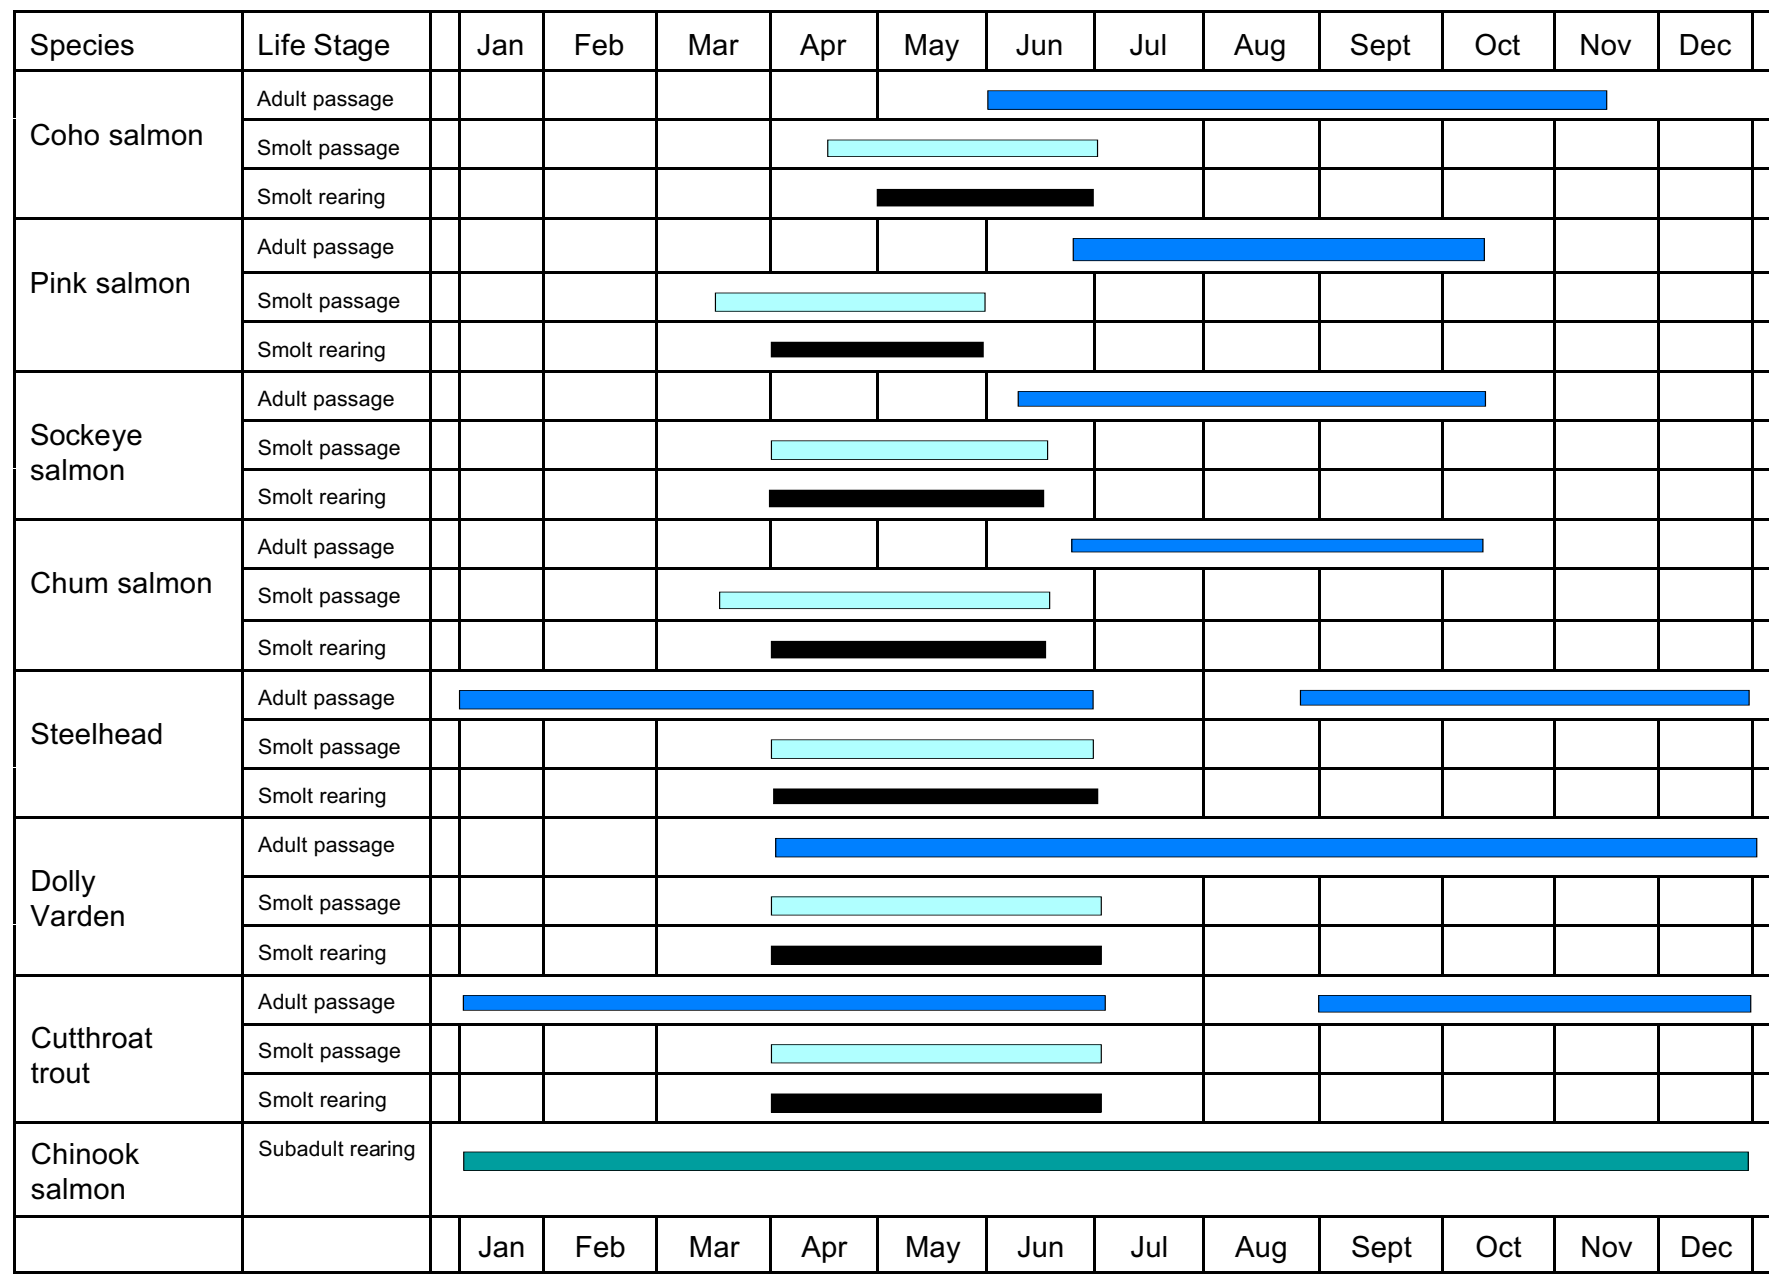 Species Life Stage Jan Feb Mar Apr May Jun Jul Aug Sept Oct Nov Dec
Coho salmon
Adult passage
Smolt passage
Smolt rearing
Pink salmon
Adult passage
Smolt passage
Smolt rearing
Sockeye
salmon
Adult passage
Smolt passage
Smolt rearing
Chum salmon
Adult passage
Smolt passage
Smolt rearing
Steelhead
Adult passage
Smolt passage
Smolt rearing
Dolly
Varden
Adult passage
Smolt passage
Smolt rearing
Cutthroat
trout
Adult passage
Smolt passage
Smolt rearing
Chinook
salmon
Subadult rearing
Jan Feb Mar Apr May Jun Jul Aug Sept Oct Nov Dec